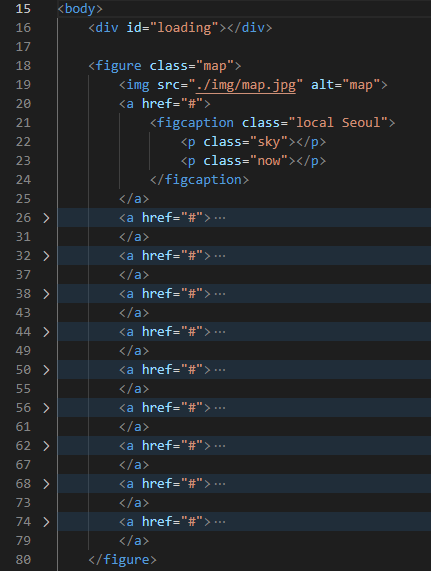 15 <body>
16 <div id="loading"></div>
17
18 <figure class="map">
19 <img src="./img/map.jpg" alt="map">
20 <a href="#">
21 <figcaption class="local Seoul">
22 <p class="sky"></p>
23 <p class="now"></p>
24 </figcaption>
25 </a>
26 <a href="#">…
31 </a>
32 <a href="#">…
37 </a>
38 <a href="#">…
43 </a>
44 <a href="#">…
49 </a>
50 <a href="#">…
55 </a>
56 <a href="#">…
61 </a>
62 <a href="#">…
67 </a>
68 <a href="#">…
73 </a>
74 <a href="#">…
79 </a>
80 </figure>